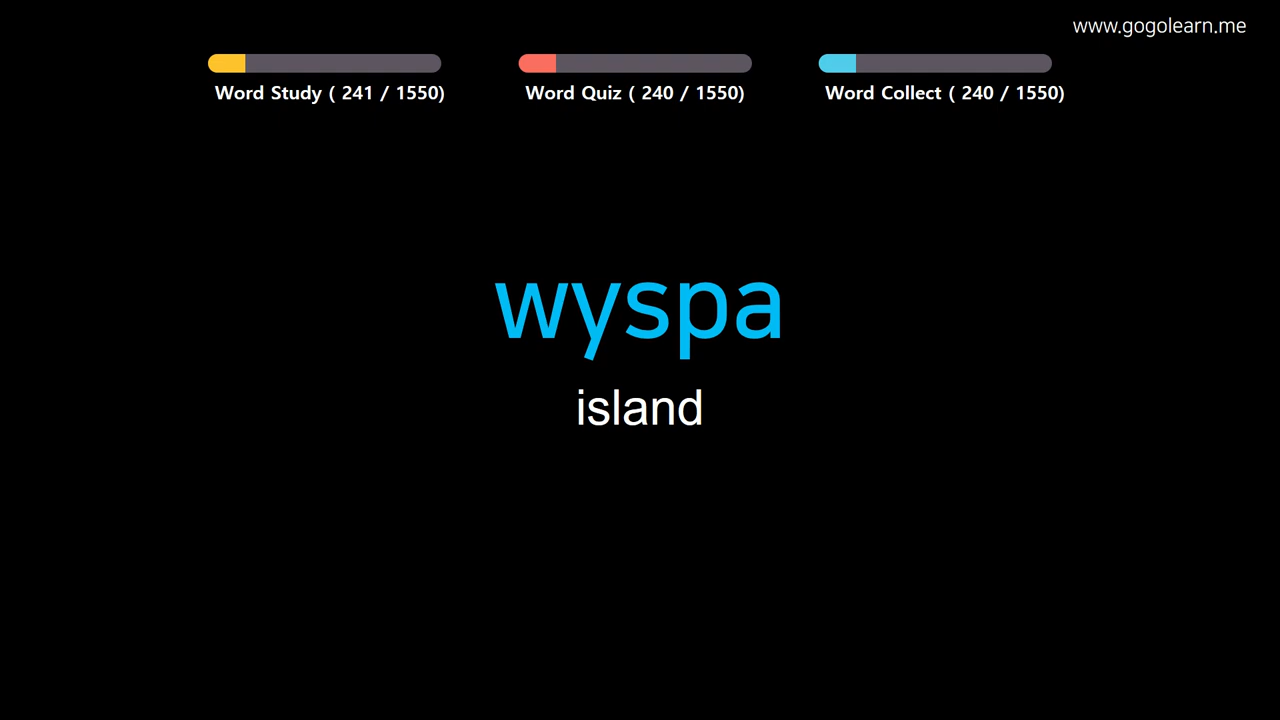 www.gogolearn.me
Word Study ( 241 / 1550)
Word Quiz ( 240 / 1550)
Word Collect ( 240 / 1550)
wyspa
island